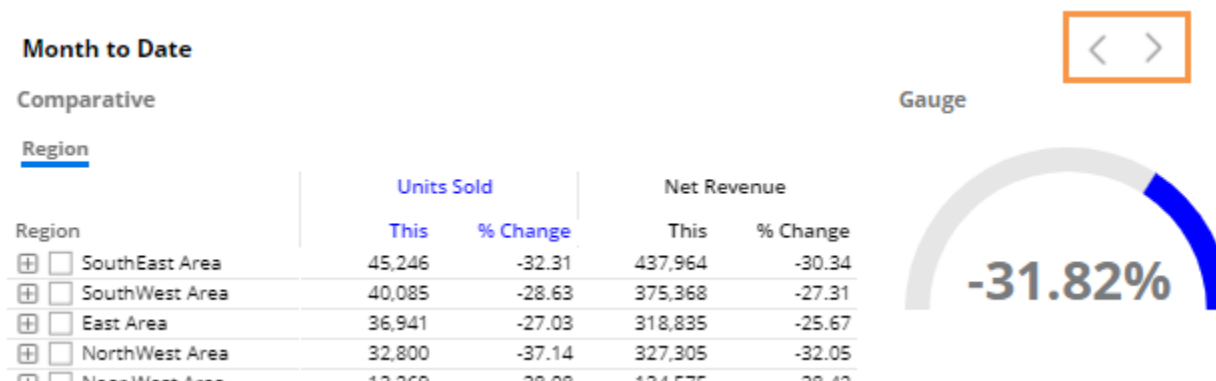 Month to Date
Comparative
Gauge
Region
Units Sold Net Revenue
Region This % Change This % Change
SouthEast Area 45,246 -32.31 437,964 -30.34
SouthWest Area 40,085 -28.63 375,368 -27.31
East Area 36,941 -27.03 318,835 -25.67
NorthWest Area 32,800 -37.14 327,305 -32.05
-31.82%